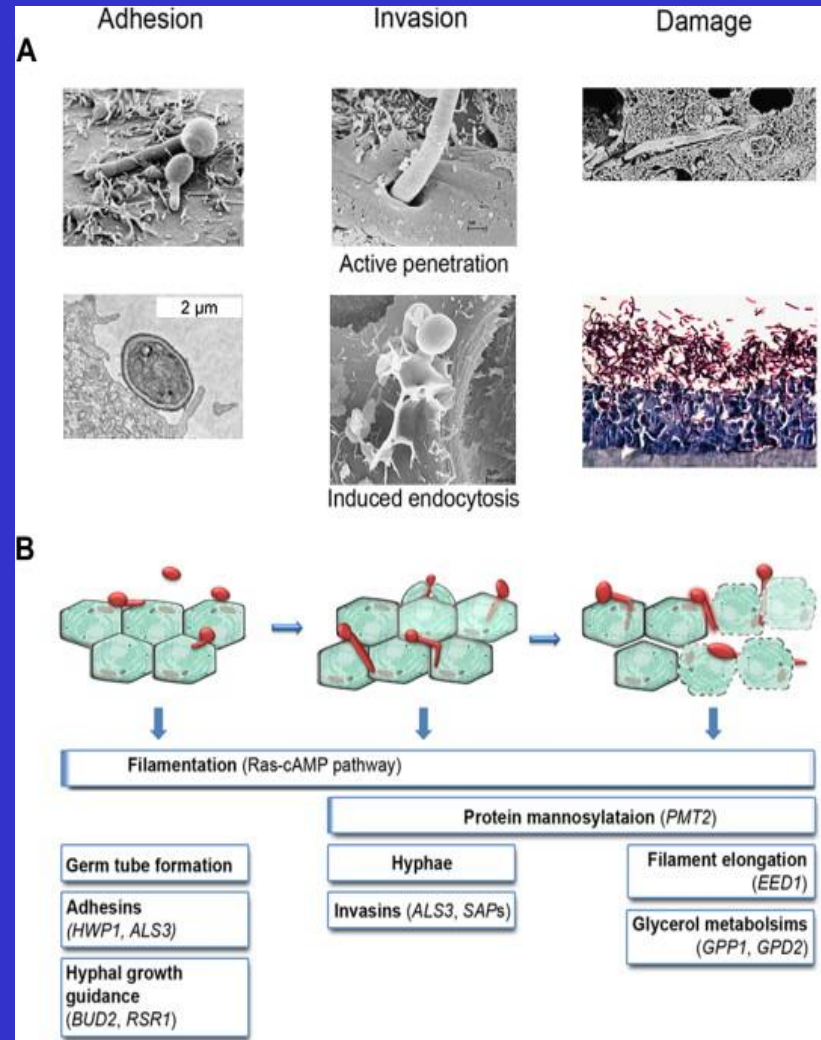 Adhesion
Invasion
Damage
A
Active penetration
2 μm
Induced endocytosis
B
Filamentation (Ras-cAMP pathway)
Protein mannosylataion (PMT2)
Germ tube formation
Hyphae
Filament elongation
(EED1)
Adhesins
(HWP1, ALS3)
Invasins (ALS3, SAPs)
Glycerol metabolsims
(GPP1, GPD2)
Hyphal growth
guidance
(BUD2, RSR1)